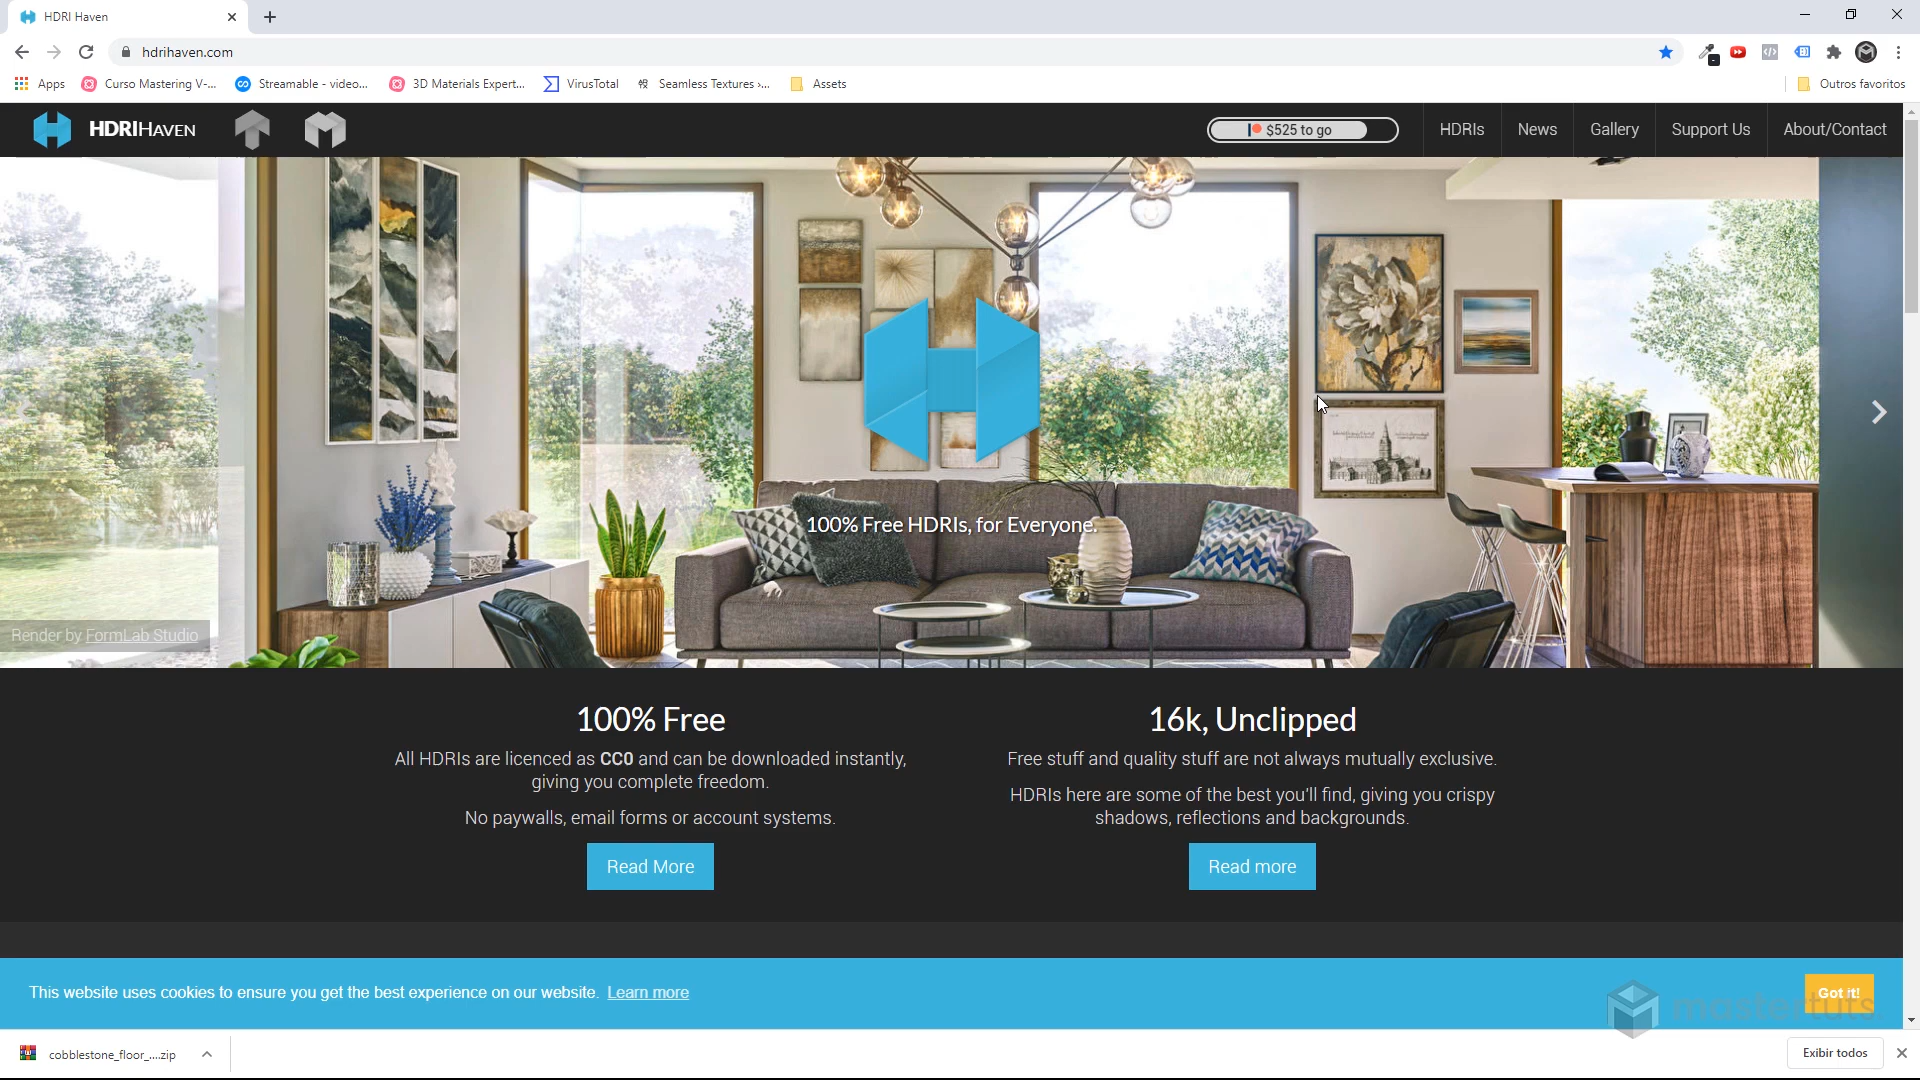 HDRI Haven
hdrihaven.com
Apps
Curso Mastering V-...
Streamable - video...
3D Materials Expert...
VirusTotal
Seamless Textures ›...
Assets
Outros favoritos
HDRIHAVEN
$525 to go
HDRIs
News
Gallery
Support Us
About/Contact
100% Free HDRIs, for Everyone.
Render by FormLab Studio
100% Free
All HDRIs are licenced as CC0 and can be downloaded instantly,
giving you complete freedom.
No paywalls, email forms or account systems.
Read More
16k, Unclipped
Free stuff and quality stuff are not always mutually exclusive.
HDRIs here are some of the best you'll find, giving you crispy
shadows, reflections and backgrounds.
Read more
This website uses cookies to ensure you get the best experience on our website. Learn more
Got it!
mastertuts.
cobblestone_floor_....zip
Exibir todos